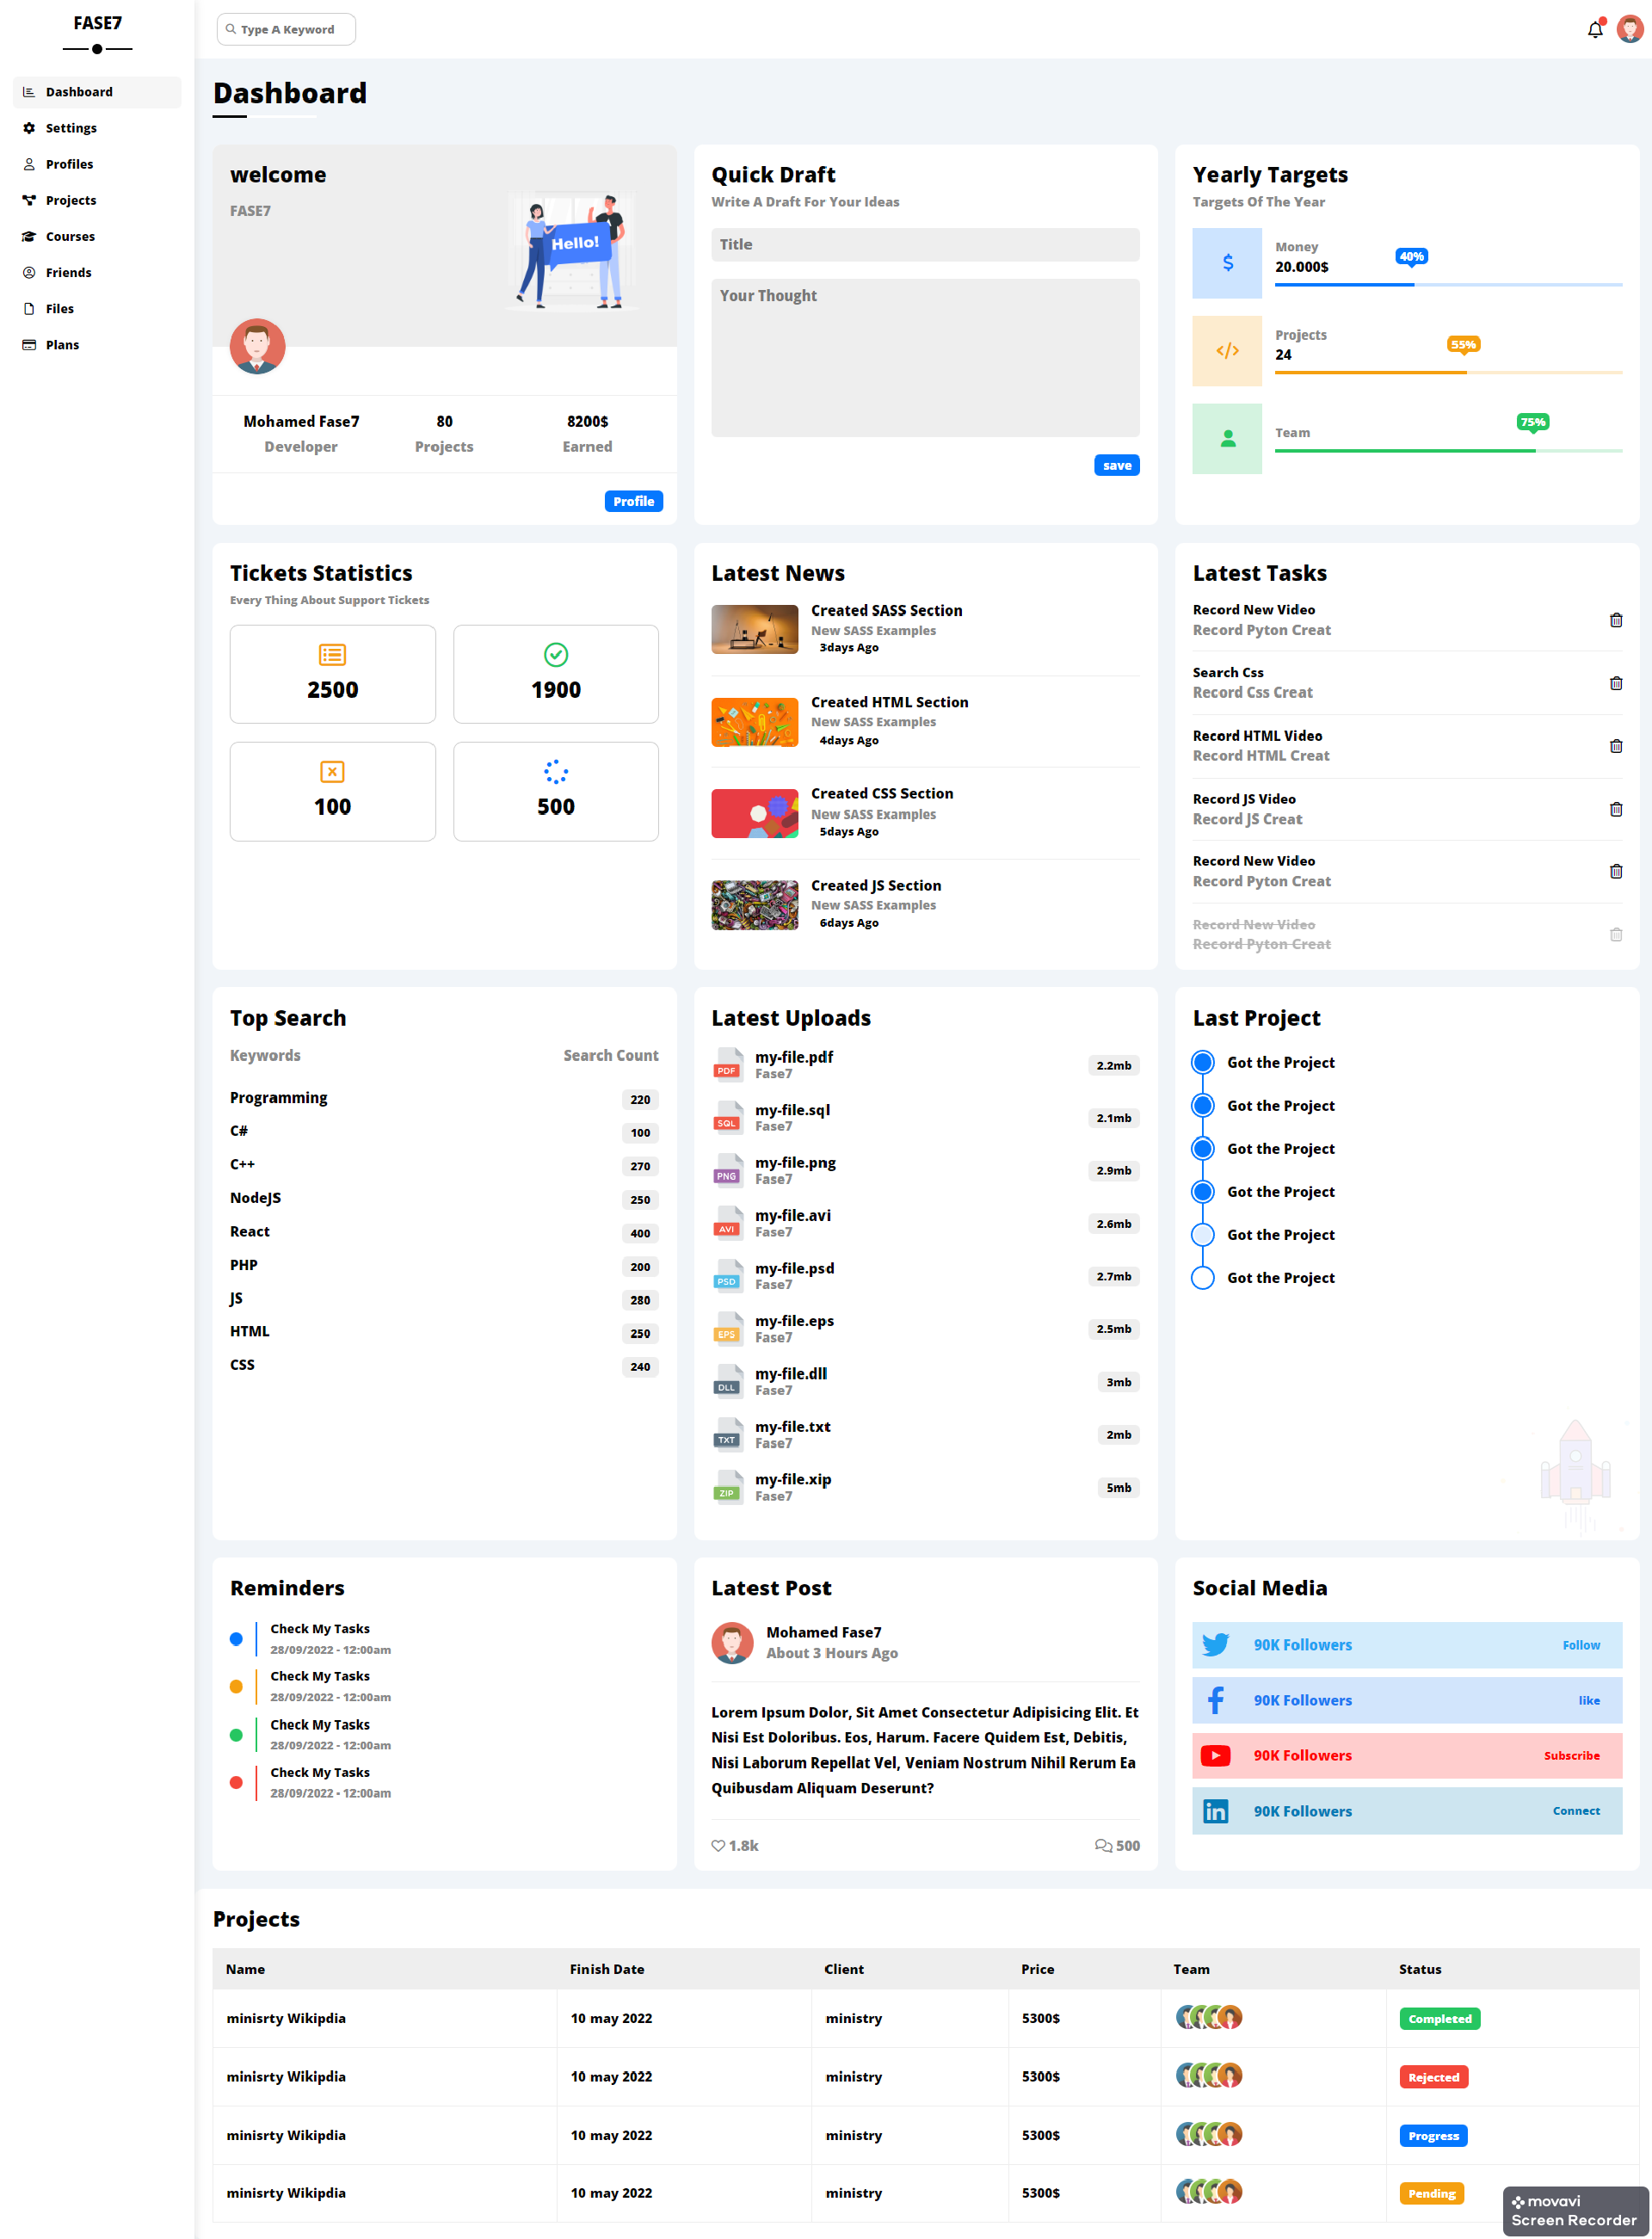 FASE7
Type A Keyword
Dashboard
Settings
Profiles
Projects
Courses
Friends
Files
Plans
Dashboard
welcome
FASE7
Hello!
Mohamed Fase7
Developer
80
Projects
8200$
Earned
Profile
Quick Draft
Write A Draft For Your Ideas
Title
Your Thought
save
Yearly Targets
Targets Of The Year
Money
20.000$
40%
Projects
24
55%
Team
75%
Tickets Statistics
Every Thing About Support Tickets
2500
1900
100
500
Latest News
Created SASS Section
New SASS Examples
3days Ago
Created HTML Section
New SASS Examples
4days Ago
Created CSS Section
New SASS Examples
5days Ago
Created JS Section
New SASS Examples
6days Ago
Latest Tasks
Record New Video
Record Pyton Creat
Search Css
Record Css Creat
Record HTML Video
Record HTML Creat
Record JS Video
Record JS Creat
Record New Video
Record Pyton Creat
Record New Video
Record Pyton Creat
Top Search
Keywords Search Count
Programming 220
C# 100
C++ 270
NodeJS 250
React 400
PHP 200
JS 280
HTML 250
CSS 240
Latest Uploads
PDF my-file.pdf 2.2mb
Fase7
SQL my-file.sql 2.1mb
Fase7
PNG my-file.png 2.9mb
Fase7
AVI my-file.avi 2.6mb
Fase7
PSD my-file.psd 2.7mb
Fase7
EPS my-file.eps 2.5mb
Fase7
DLL my-file.dll 3mb
Fase7
TXT my-file.txt 2mb
Fase7
ZIP my-file.xip 5mb
Fase7
Last Project
Got the Project
Got the Project
Got the Project
Got the Project
Got the Project
Got the Project
Reminders
Check My Tasks
28/09/2022 - 12:00am
Check My Tasks
28/09/2022 - 12:00am
Check My Tasks
28/09/2022 - 12:00am
Check My Tasks
28/09/2022 - 12:00am
Latest Post
Mohamed Fase7
About 3 Hours Ago
Lorem Ipsum Dolor, Sit Amet Consectetur Adipisicing Elit. Et
Nisi Est Doloribus. Eos, Harum. Facere Quidem Est, Debitis,
Nisi Laborum Repellat Vel, Veniam Nostrum Nihil Rerum Ea
Quibusdam Aliquam Deserunt?
1.8k 500
Social Media
90K Followers Follow
90K Followers like
90K Followers Subscribe
90K Followers Connect
Projects
Name Finish Date Client Price Team Status
minisrty Wikipdia 10 may 2022 ministry 5300$ Completed
minisrty Wikipdia 10 may 2022 ministry 5300$ Rejected
minisrty Wikipdia 10 may 2022 ministry 5300$ Progress
minisrty Wikipdia 10 may 2022 ministry 5300$ Pending
movavi
Screen Recorder